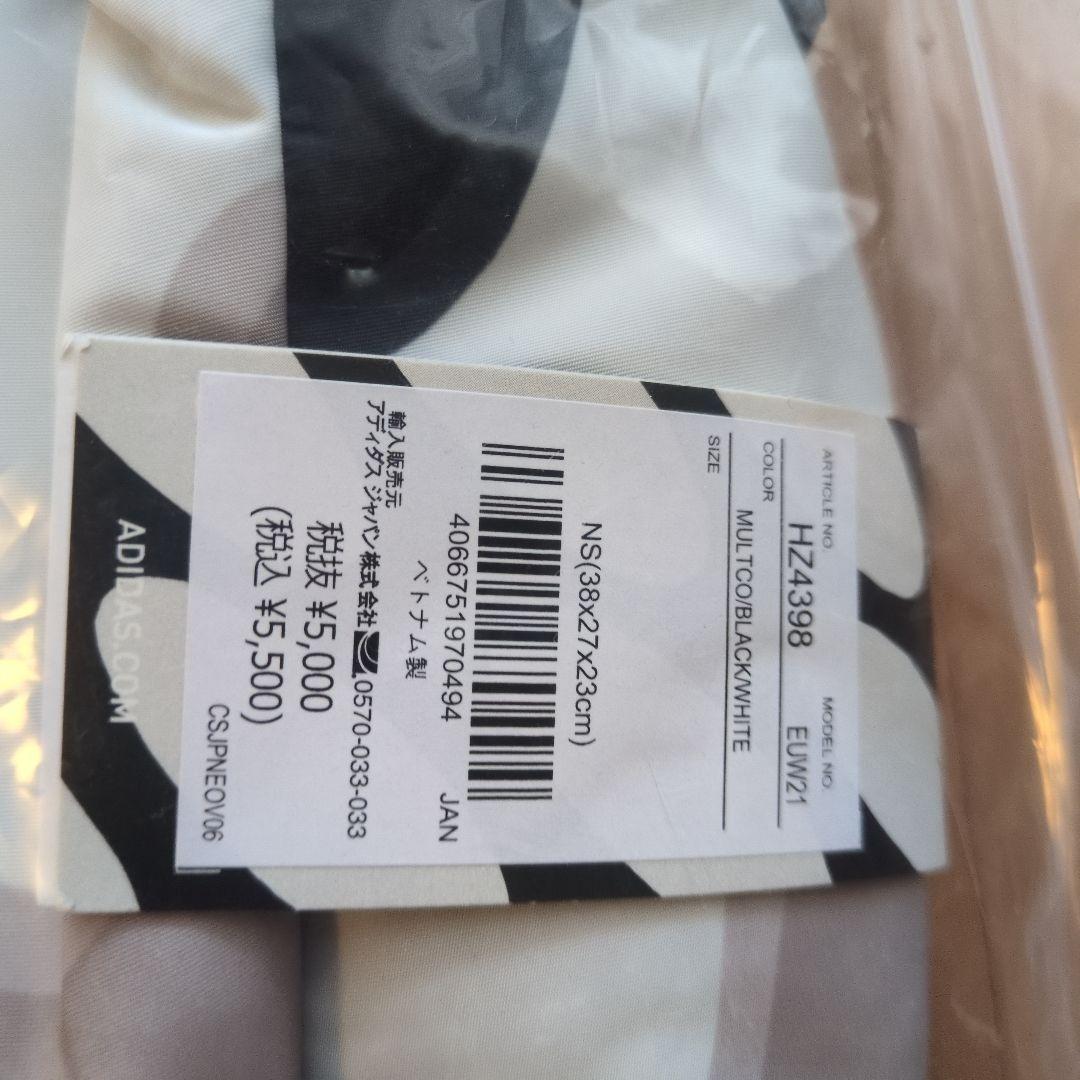 ARTICLE NO. MODEL NO.
HZ4398 EUW21
COLOR
MULTCO/BLACK/WHITE
SIZE
NS(38x27x23cm)
4066751970494 JAN
ベトナム製
輸入販売元
アディダス ジャパン株式会社 0570-033-033
税抜 ¥5,000
(税込 ¥5,500)
CSJPNEOV06
ADIDAS.COM